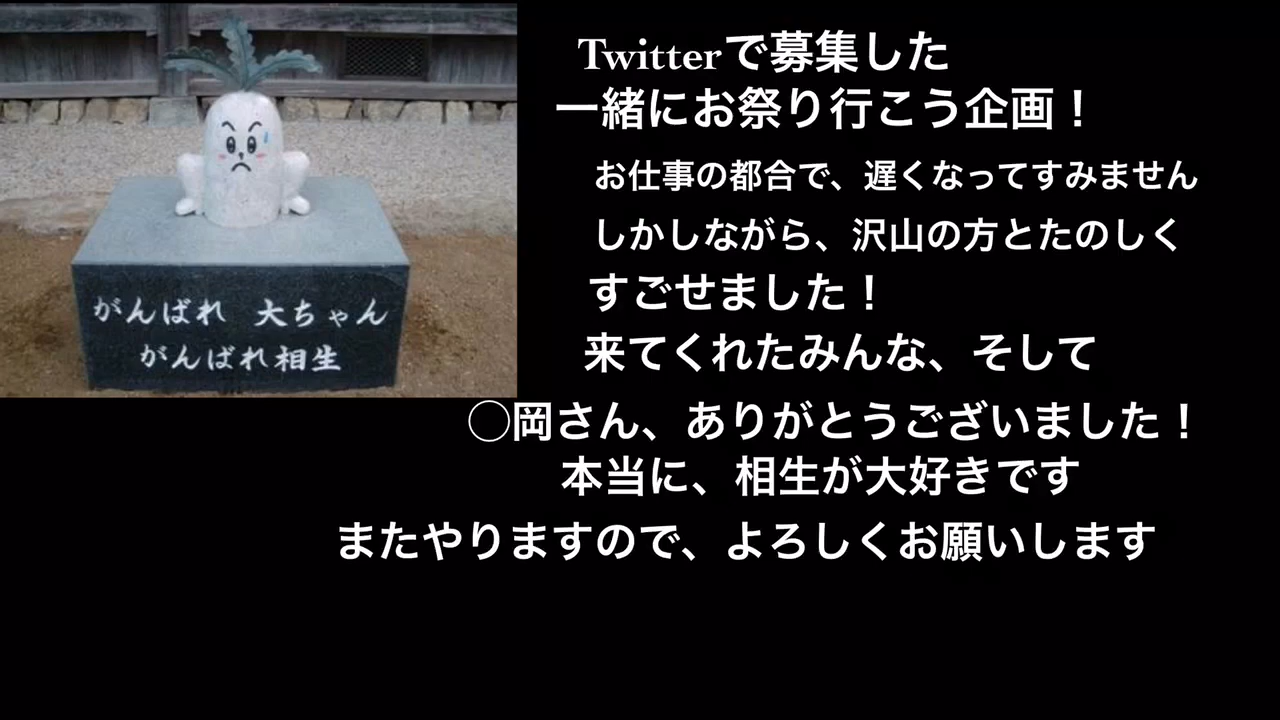 がんばれ 大ちゃん
がんばれ相生
Twitterで募集した
一緒にお祭り行こう企画！
お仕事の都合で、遅くなってすみません
しかしながら、沢山の方とたのしく
すごせました！
来てくれたみんな、そして
◯岡さん、ありがとうございました！
本当に、相生が大好きです
またやりますので、よろしくお願いします